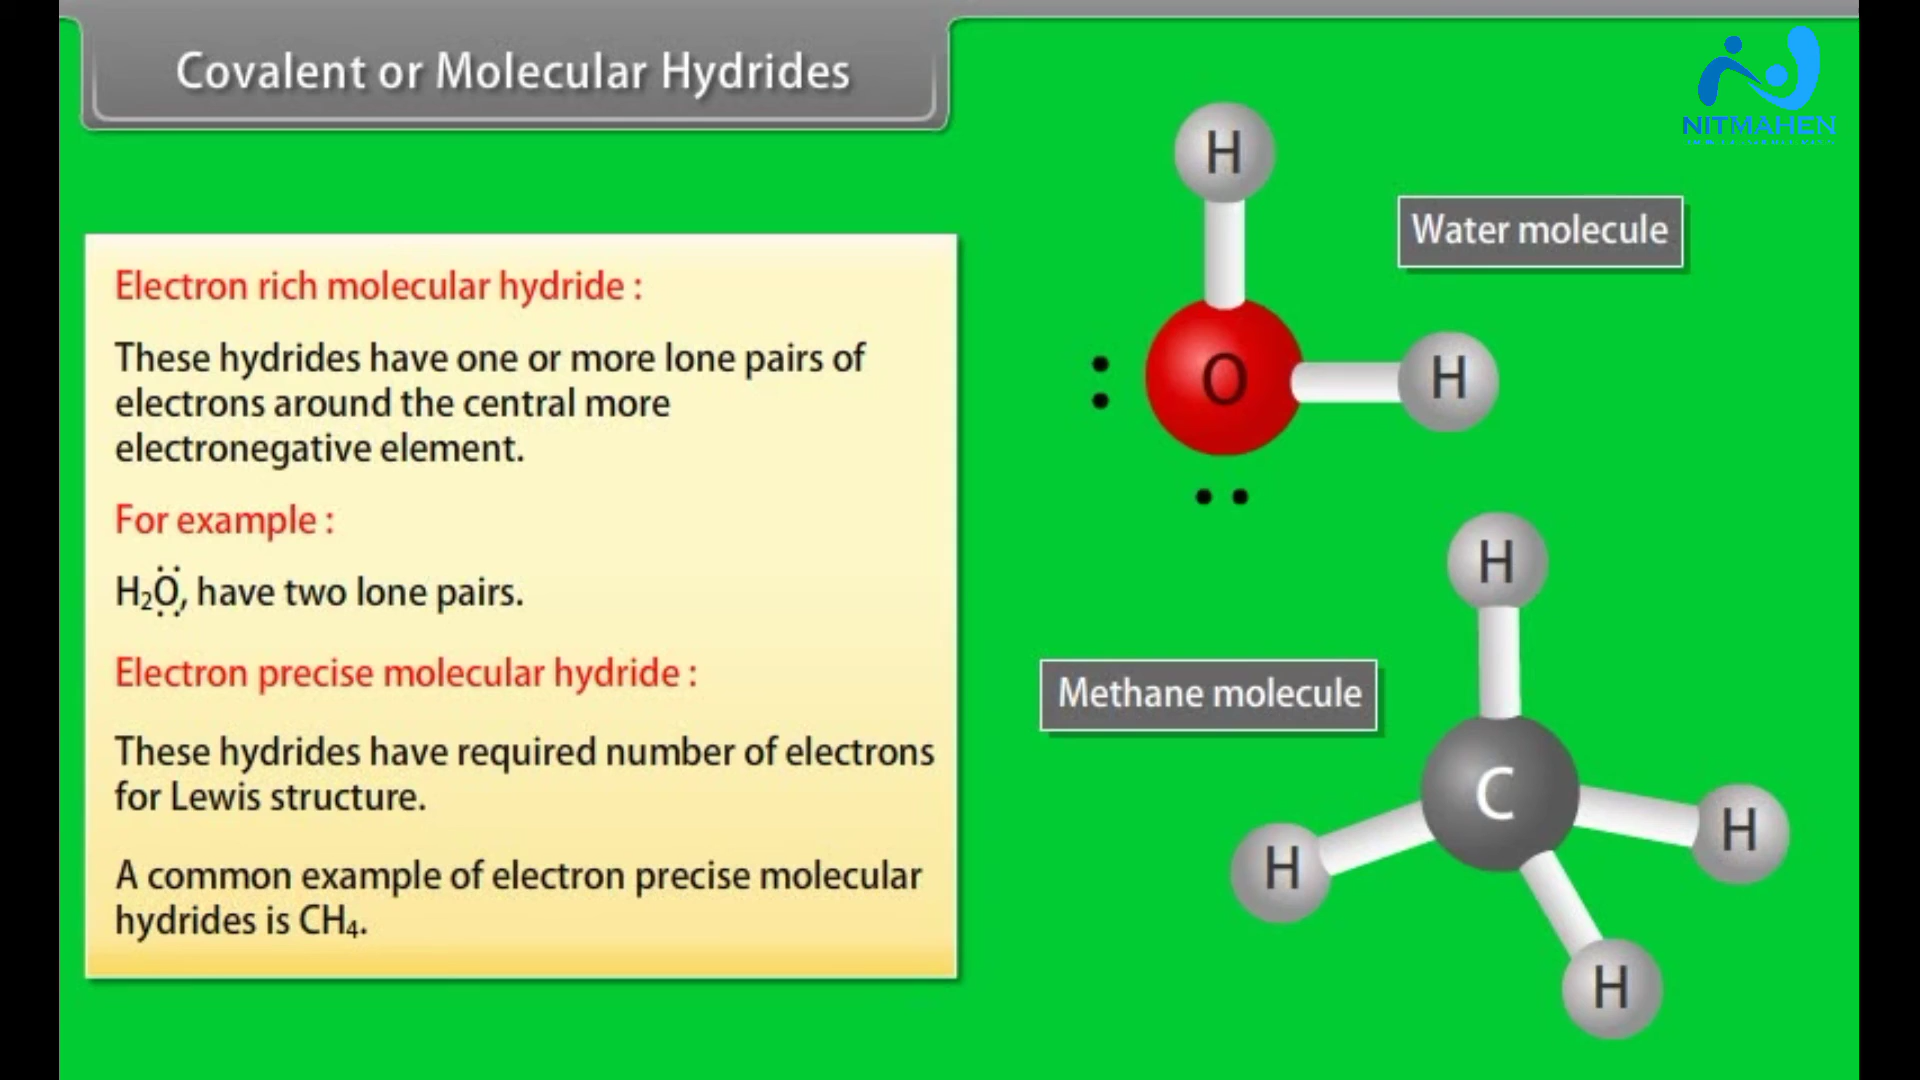 Covalent or Molecular Hydrides
NITMAHEN
H
Water molecule
Electron rich molecular hydride :
These hydrides have one or more lone pairs of
electrons around the central more
electronegative element.
O
H
For example :
H₂Ö, have two lone pairs.
H
Electron precise molecular hydride :
Methane molecule
These hydrides have required number of electrons
for Lewis structure.
C
H
H
A common example of electron precise molecular
hydrides is CH₄.
H